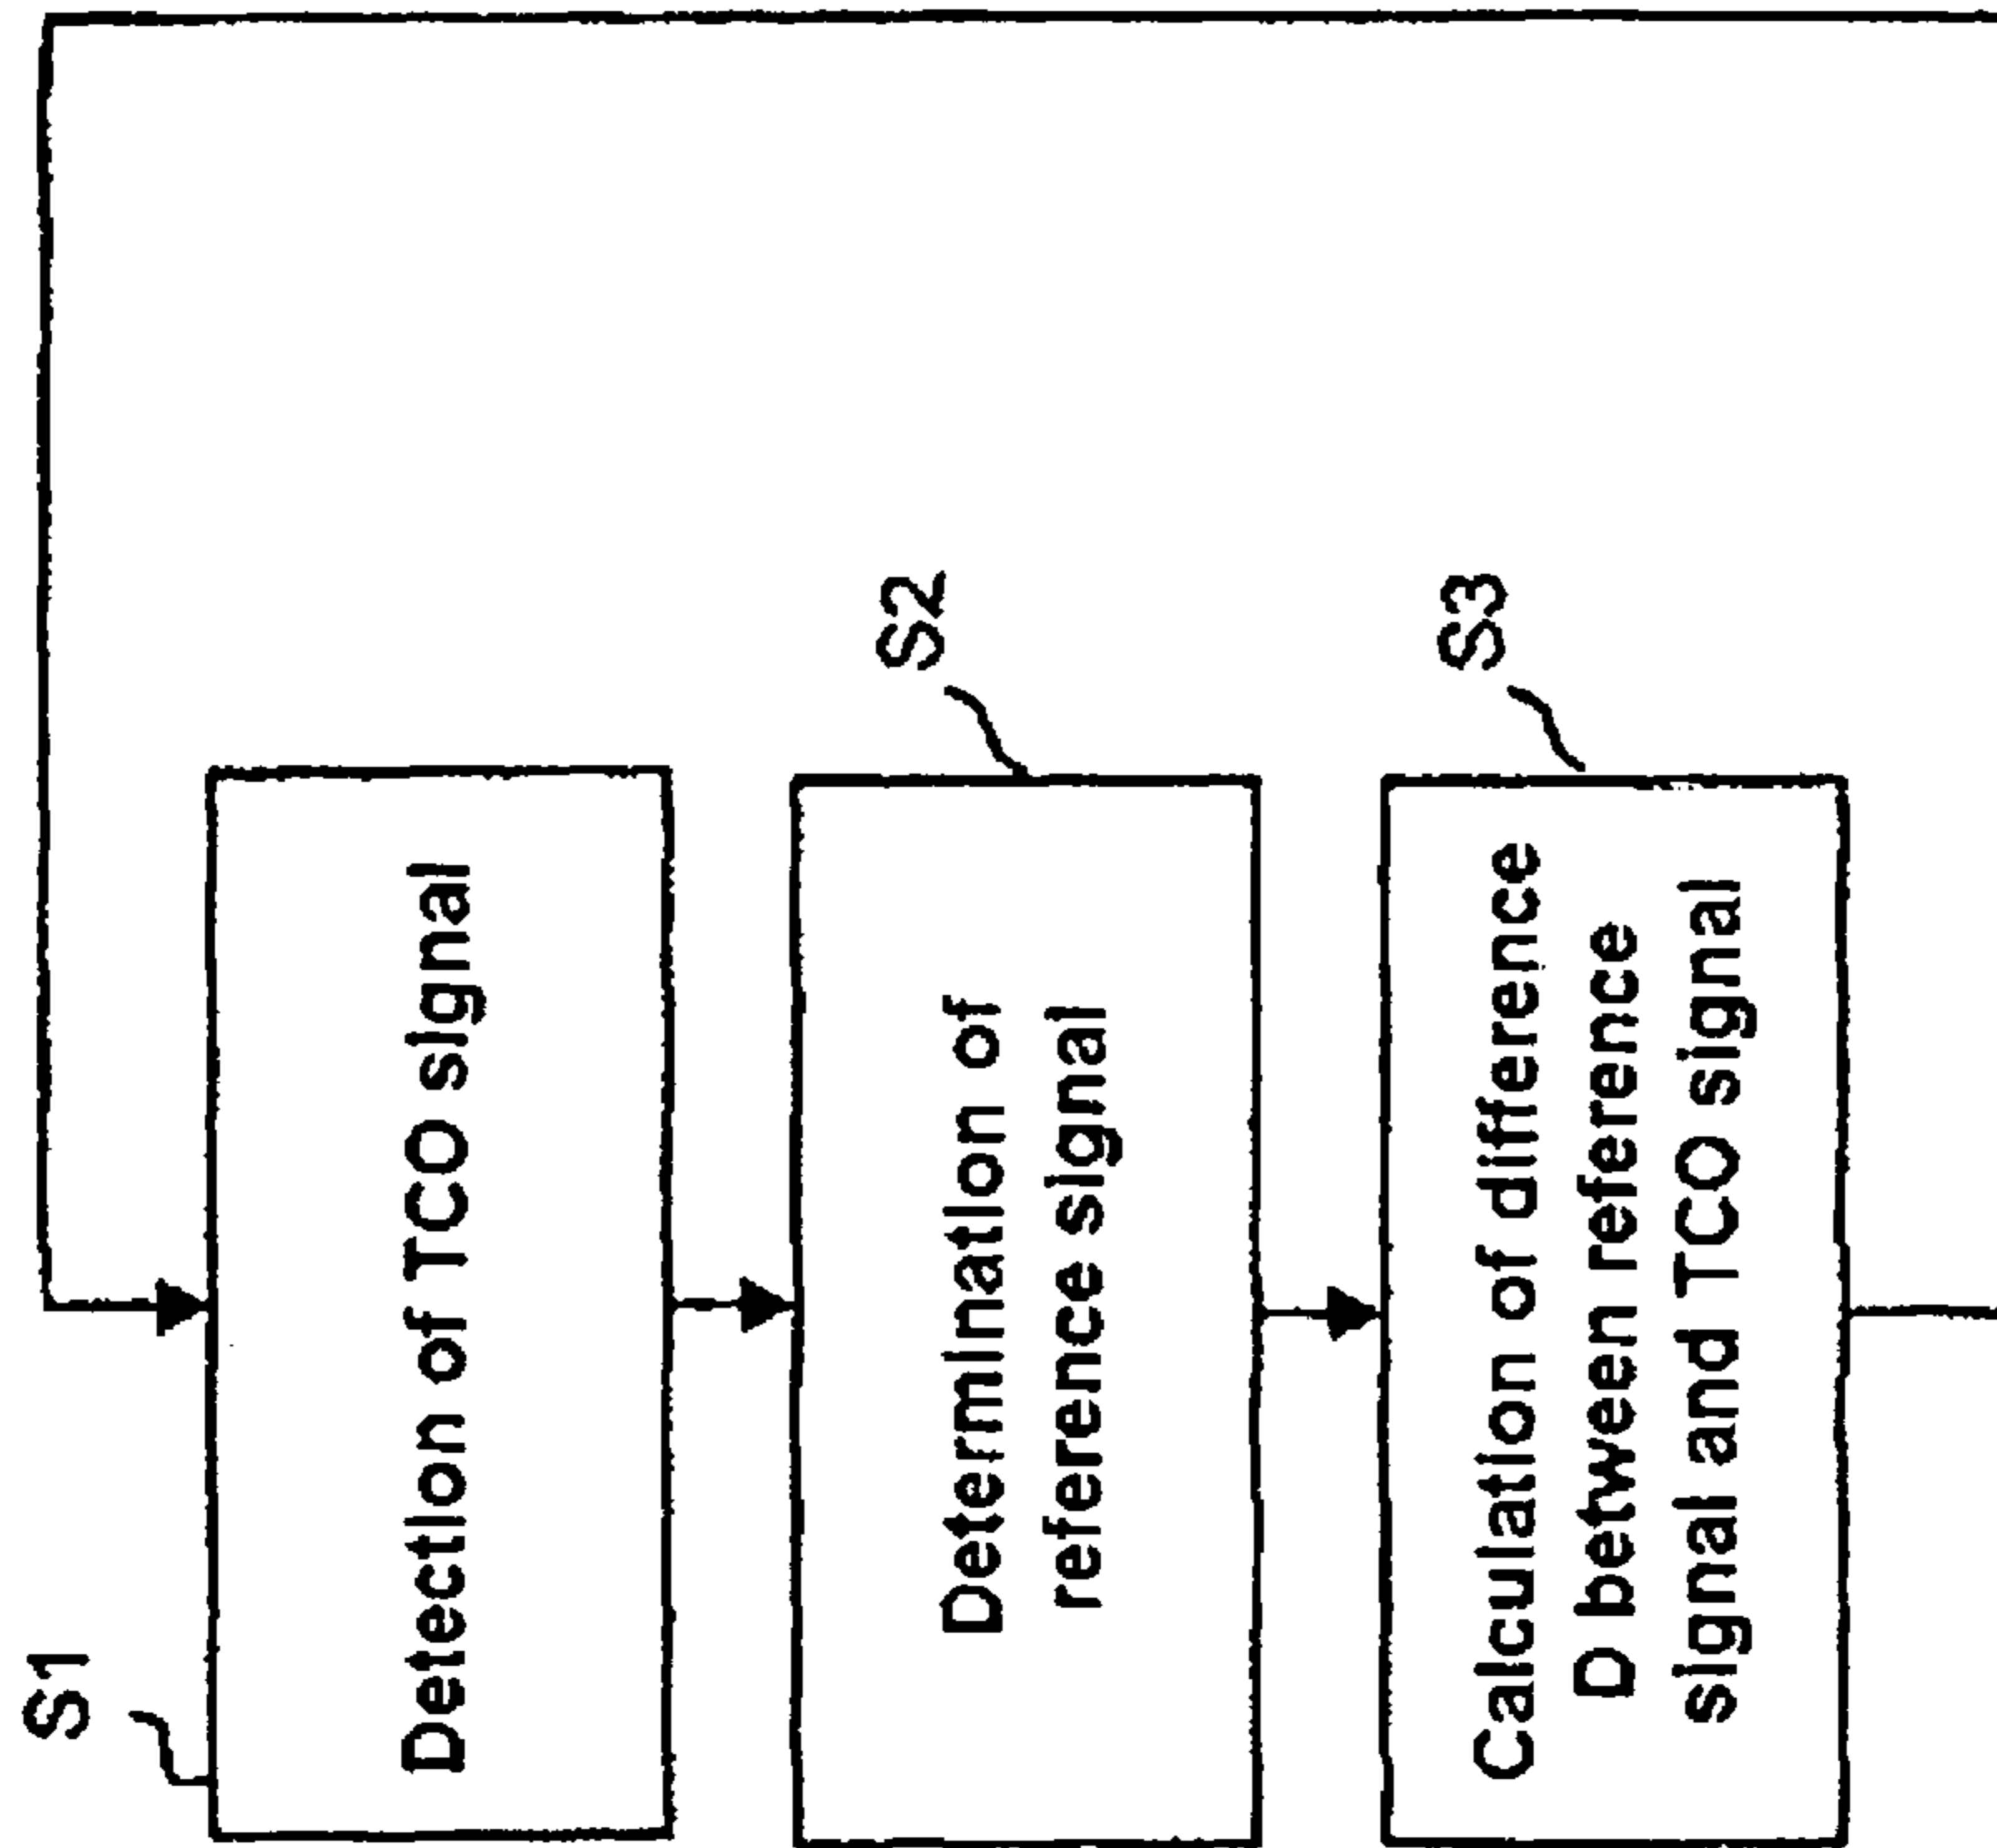 S1
Detection of TCO signal
S2
Determination of
reference signal
S3
Calculation of difference
D between reference
signal and TCO signal